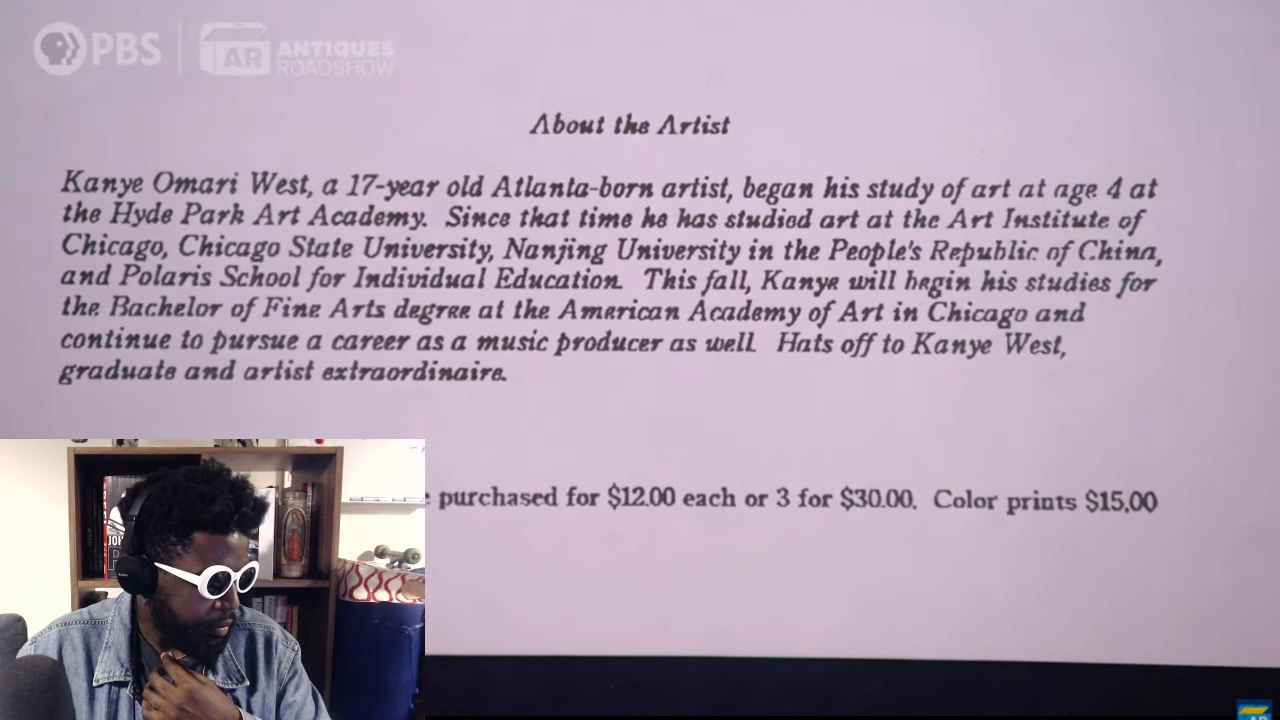 PBS
AR
ANTIQUES
ROADSHOW
About the Artist
Kanye Omari West, a 17-year old Atlanta-born artist, began his study of art at age 4 at
the Hyde Park Art Academy. Since that time he has studied art at the Art Institute of
Chicago, Chicago State University, Nanjing University in the People's Republic of China,
and Polaris School for Individual Education. This fall, Kanye will begin his studies for
the Bachelor of Fine Arts degree at the American Academy of Art in Chicago and
continue to pursue a career as a music producer as well. Hats off to Kanye West,
graduate and artist extraordinaire.
purchased for $12.00 each or 3 for $30.00. Color prints $15.00